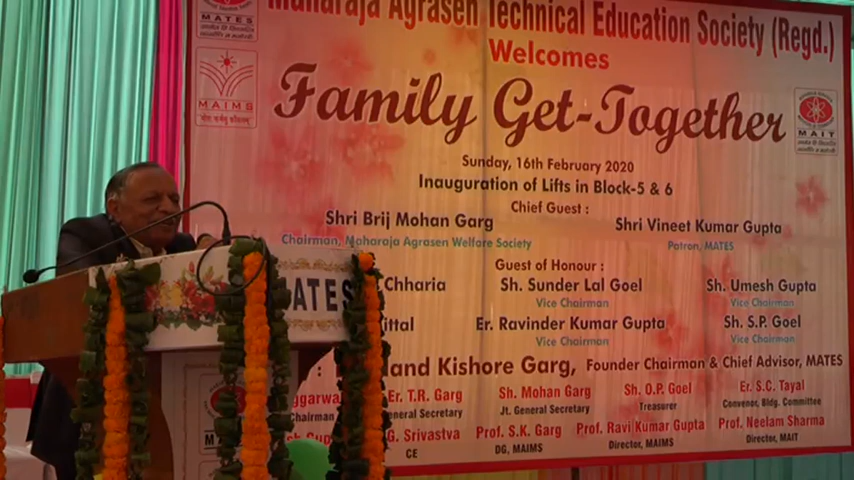 Maharaja Agrasen Technical Education Society (Regd.)
Welcomes
MATES
MAIMS
Family Get-Together
MAIT
Sunday, 16th February 2020
Inauguration of Lifts in Block-5 & 6
Chief Guest :
Shri Brij Mohan Garg
Chairman, Maharaja Agrasen Welfare Society
Shri Vineet Kumar Gupta
Patron, MATES
Guest of Honour :
Chharia
Sh. Sunder Lal Goel
Vice Chairman
Sh. Umesh Gupta
Vice Chairman
Er. Ravinder Kumar Gupta
Vice Chairman
Sh. S.P. Goel
Vice Chairman
Kishore Garg, Founder Chairman & Chief Advisor, MATES
Er. T.R. Garg
General Secretary
Sh. Mohan Garg
Jt. General Secretary
Sh. O.P. Goel
Treasurer
Er. S.C. Tayal
Convenor, Bldg. Committee
Srivastva
CE
Prof. S.K. Garg
DG, MAIMS
Prof. Ravi Kumar Gupta
Director, MAIMS
Prof. Neelam Sharma
Director, MAIT
MATES